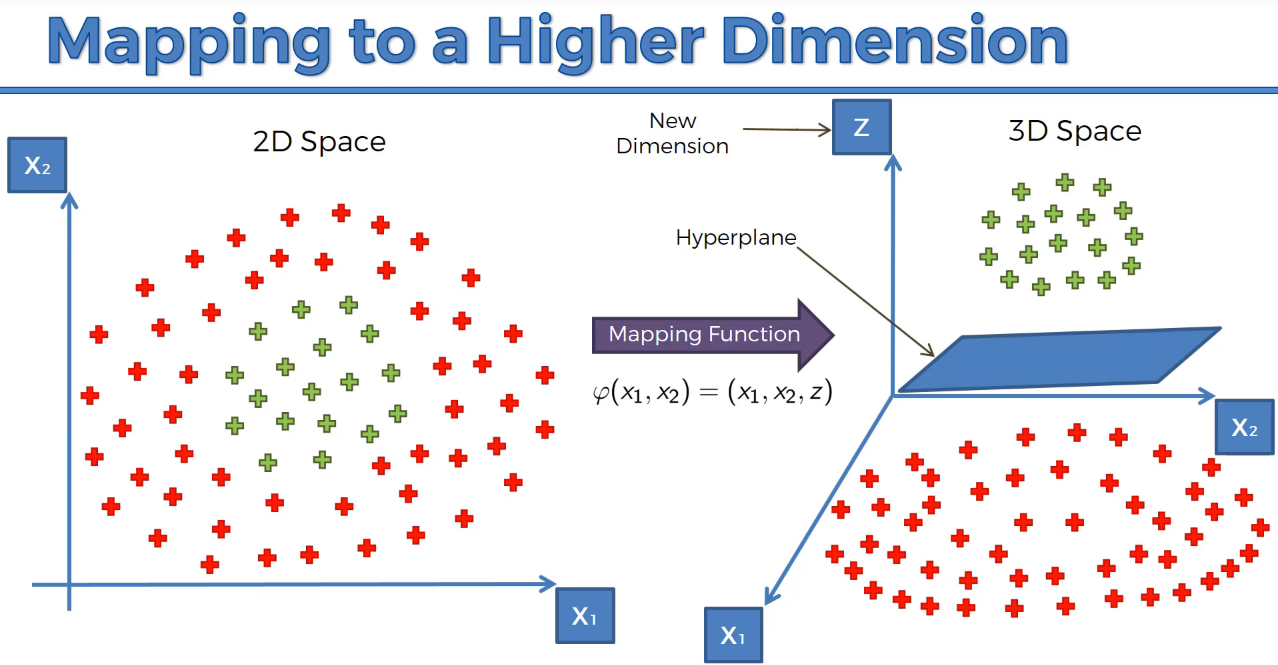 Mapping to a Higher Dimension
2D Space
X₂
X₁
New
Dimension
Z
3D Space
Hyperplane
Mapping Function
φ(x₁, x₂) = (x₁, x₂, z)
X₂
X₁